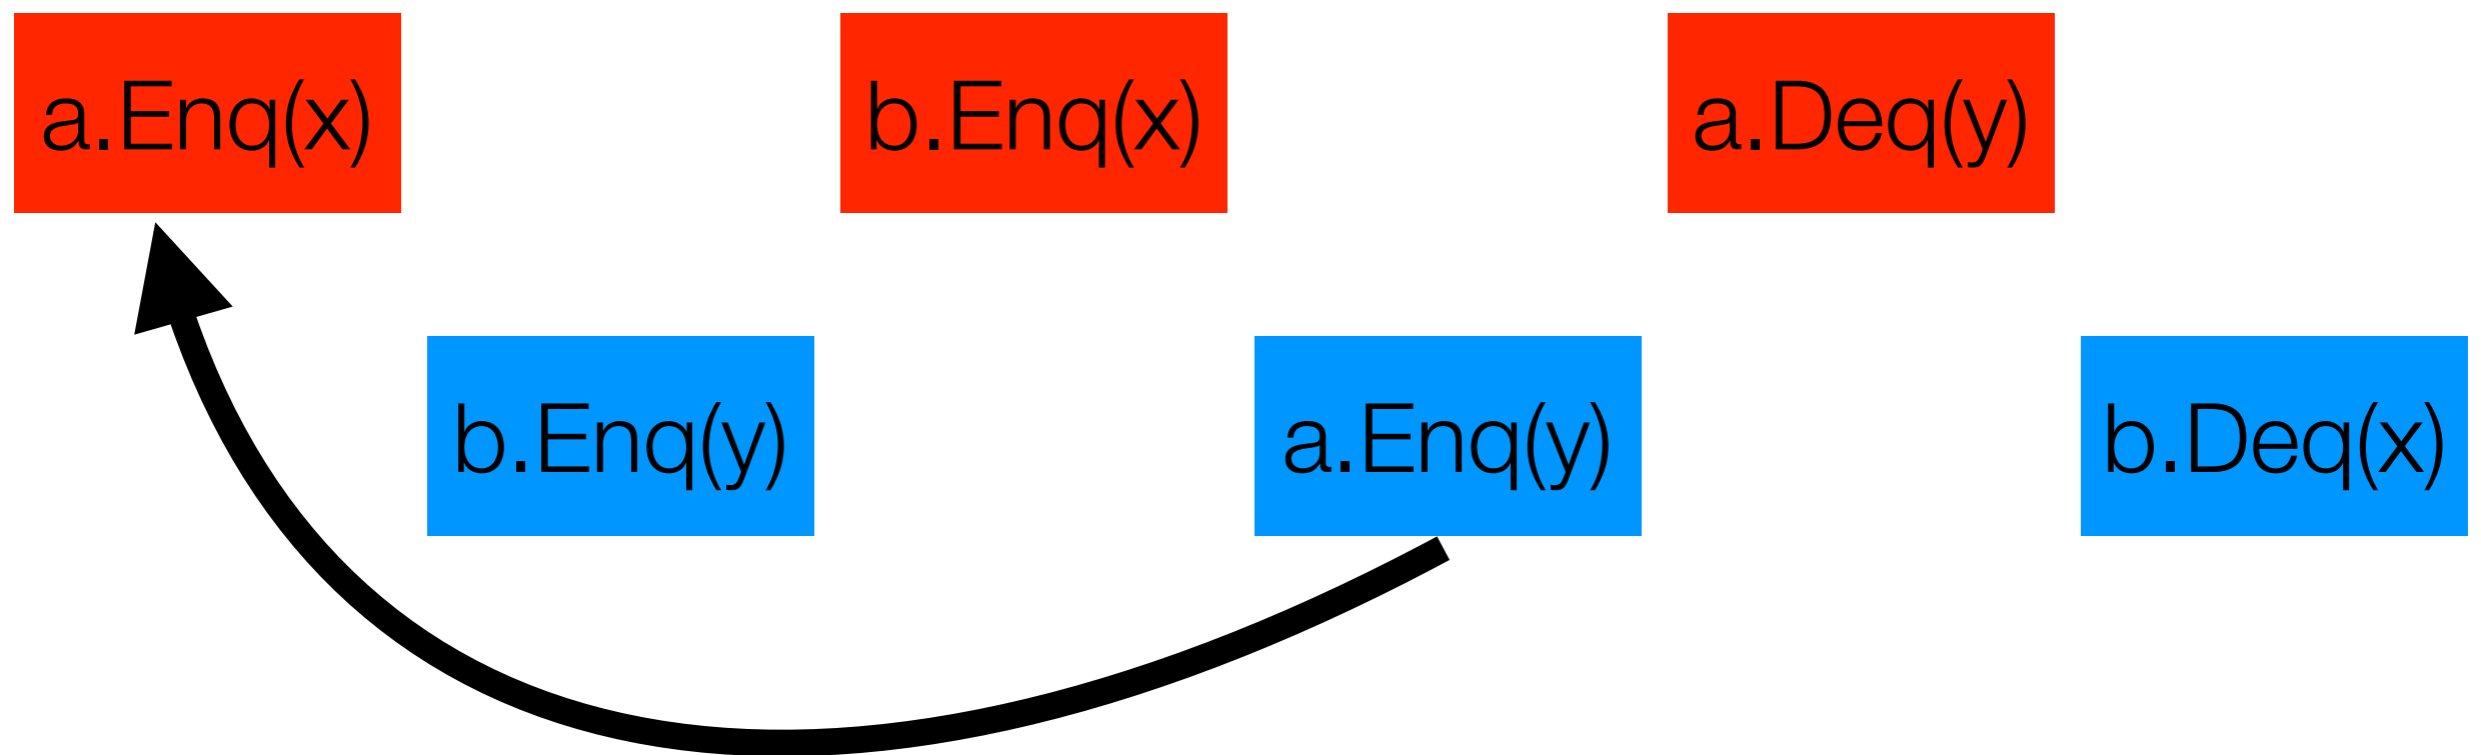 a.Enq(x) b.Enq(x) a.Deq(y)
b.Enq(y) a.Enq(y) b.Deq(x)